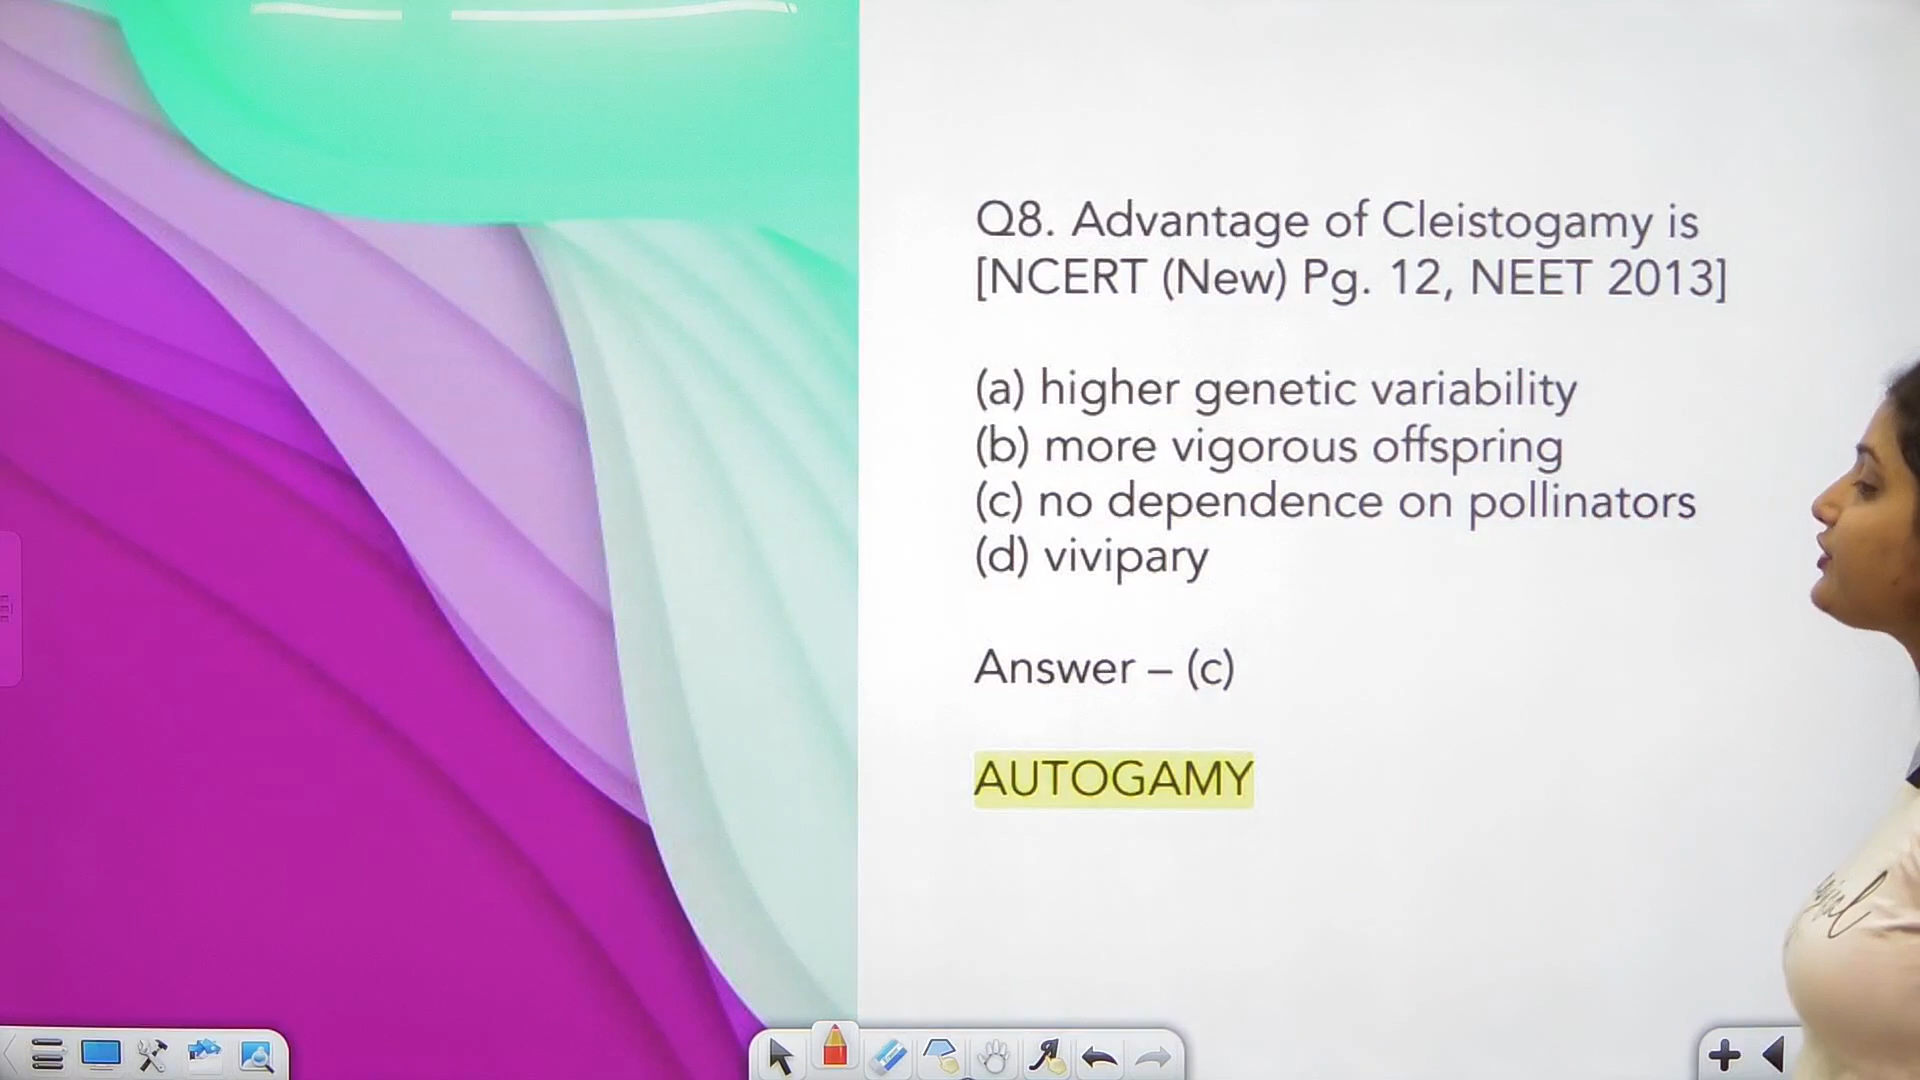 Q8. Advantage of Cleistogamy is
[NCERT (New) Pg. 12, NEET 2013]
(a) higher genetic variability
(b) more vigorous offspring
(c) no dependence on pollinators
(d) vivipary
Answer – (c)
AUTOGAMY